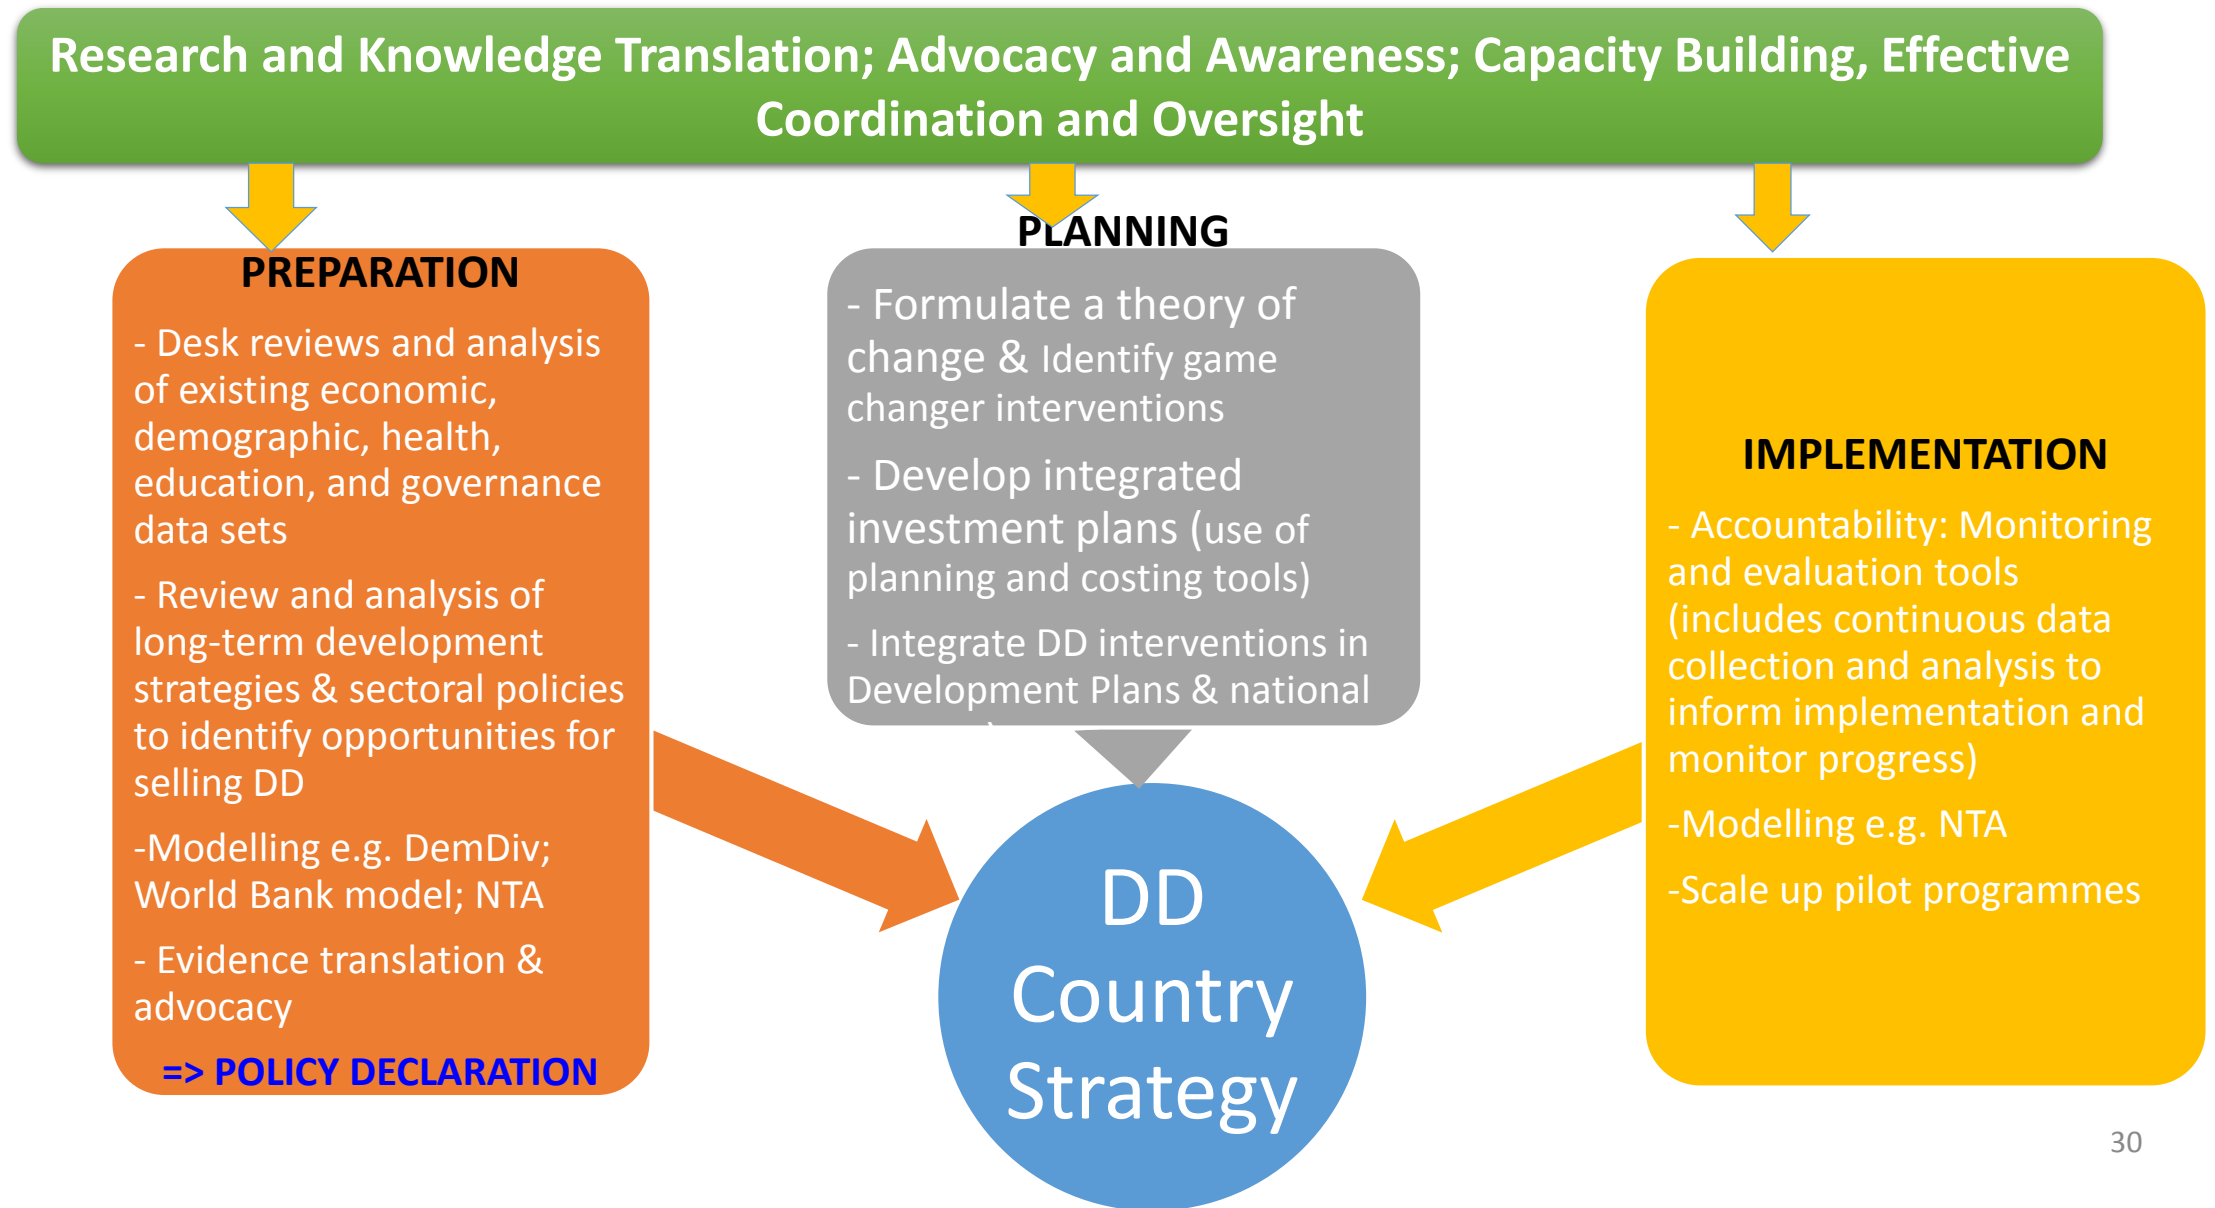 Research and Knowledge Translation; Advocacy and Awareness; Capacity Building, Effective
Coordination and Oversight
PREPARATION
- Desk reviews and analysis
of existing economic,
demographic, health,
education, and governance
data sets
- Review and analysis of
long-term development
strategies & sectoral policies
to identify opportunities for
selling DD
-Modelling e.g. DemDiv;
World Bank model; NTA
- Evidence translation &
advocacy
=> POLICY DECLARATION
PLANNING
- Formulate a theory of
change & Identify game
changer interventions
- Develop integrated
investment plans (use of
planning and costing tools)
- Integrate DD interventions in
Development Plans & national
IMPLEMENTATION
- Accountability: Monitoring
and evaluation tools
(includes continuous data
collection and analysis to
inform implementation and
monitor progress)
-Modelling e.g. NTA
-Scale up pilot programmes
DD
Country
Strategy
30